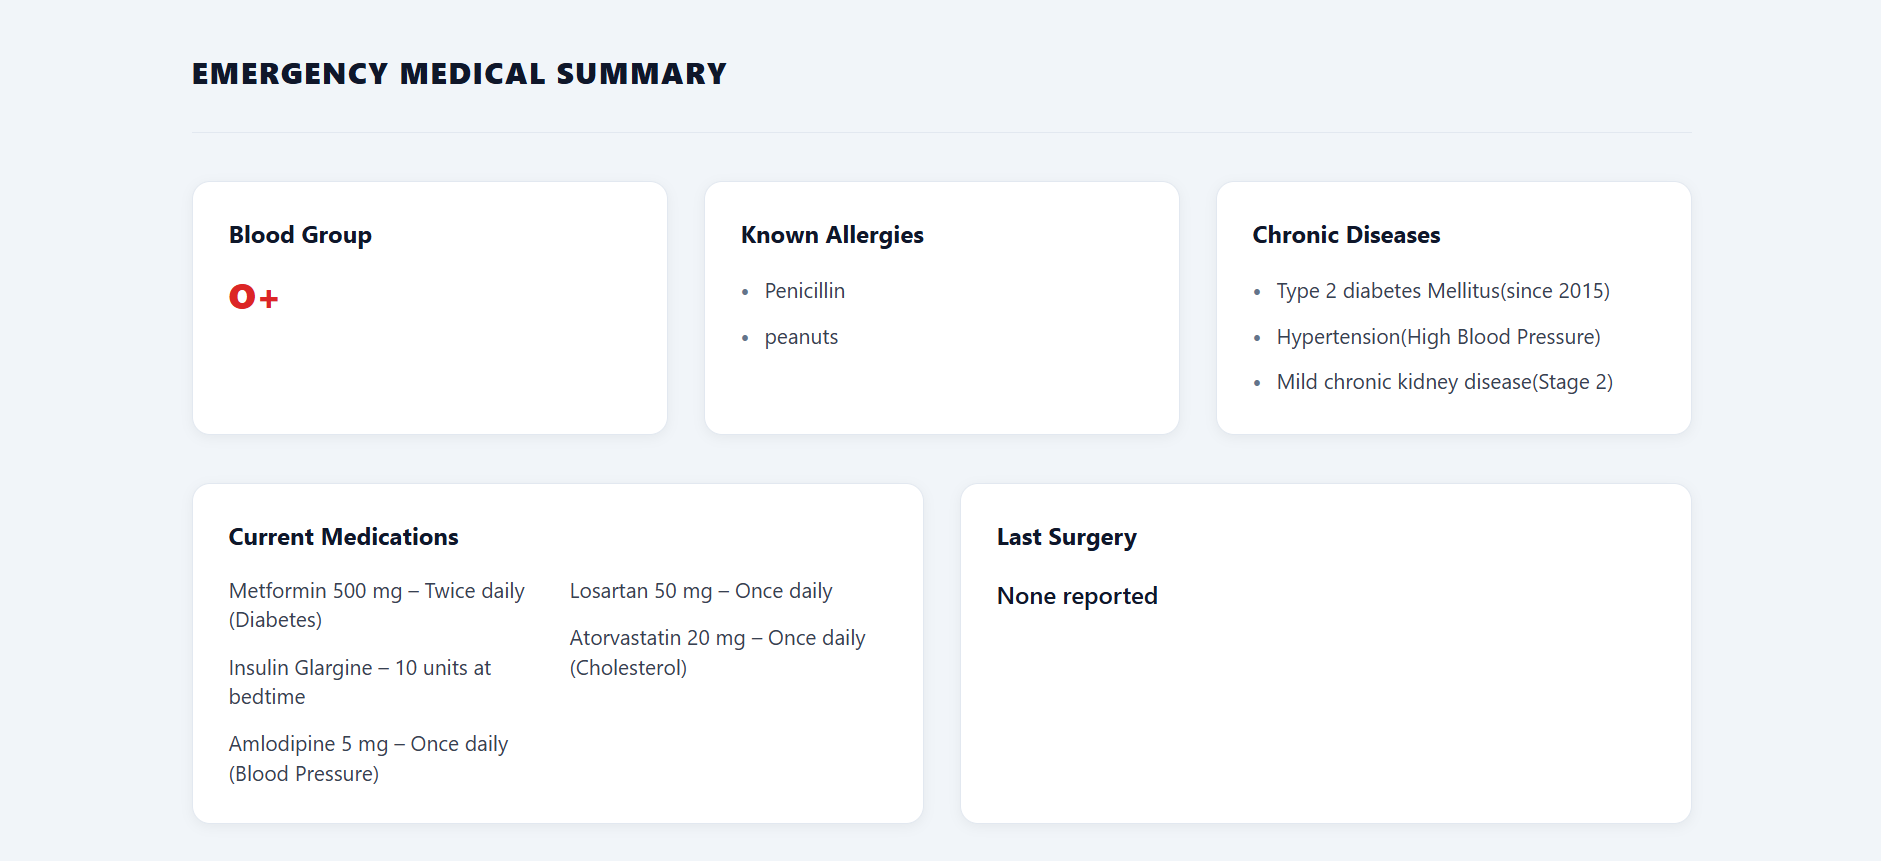 EMERGENCY MEDICAL SUMMARY
Blood Group
O+
Known Allergies
• Penicillin
• peanuts
Chronic Diseases
• Type 2 diabetes Mellitus(since 2015)
• Hypertension(High Blood Pressure)
• Mild chronic kidney disease(Stage 2)
Current Medications
Metformin 500 mg – Twice daily
(Diabetes)
Insulin Glargine – 10 units at
bedtime
Amlodipine 5 mg – Once daily
(Blood Pressure)
Losartan 50 mg – Once daily
Atorvastatin 20 mg – Once daily
(Cholesterol)
Last Surgery
None reported